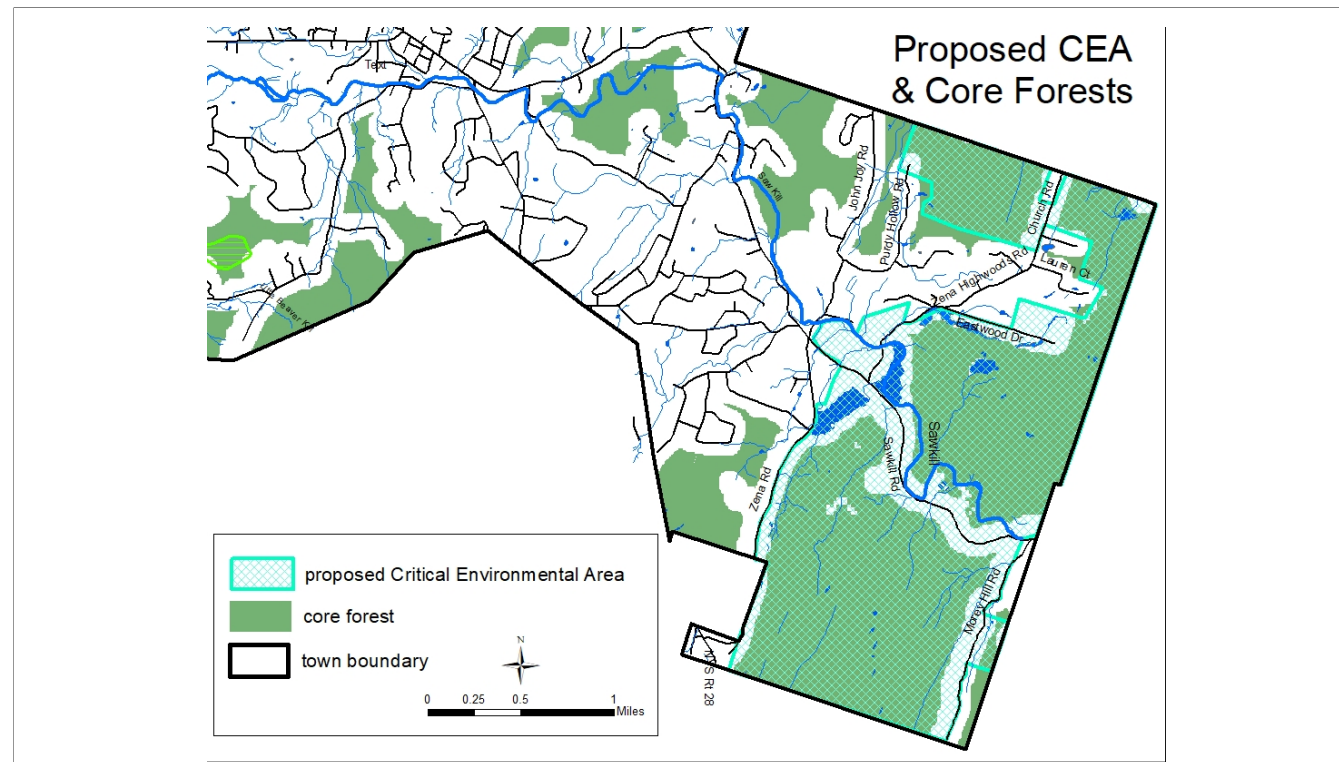 Proposed CEA
& Core Forests
Text
Saw Kill
John Joy Rd
Purdy Hollow Rd
Church Rd
Lauren Ct
Zena Highwoods Rd
Eastwood Dr
Beaver Kill
Sawkill
Sawkill Rd
Zena Rd
Morey Hill Rd
NYS Rt 28
proposed Critical Environmental Area
core forest
town boundary
N
0 0.25 0.5 1
Miles